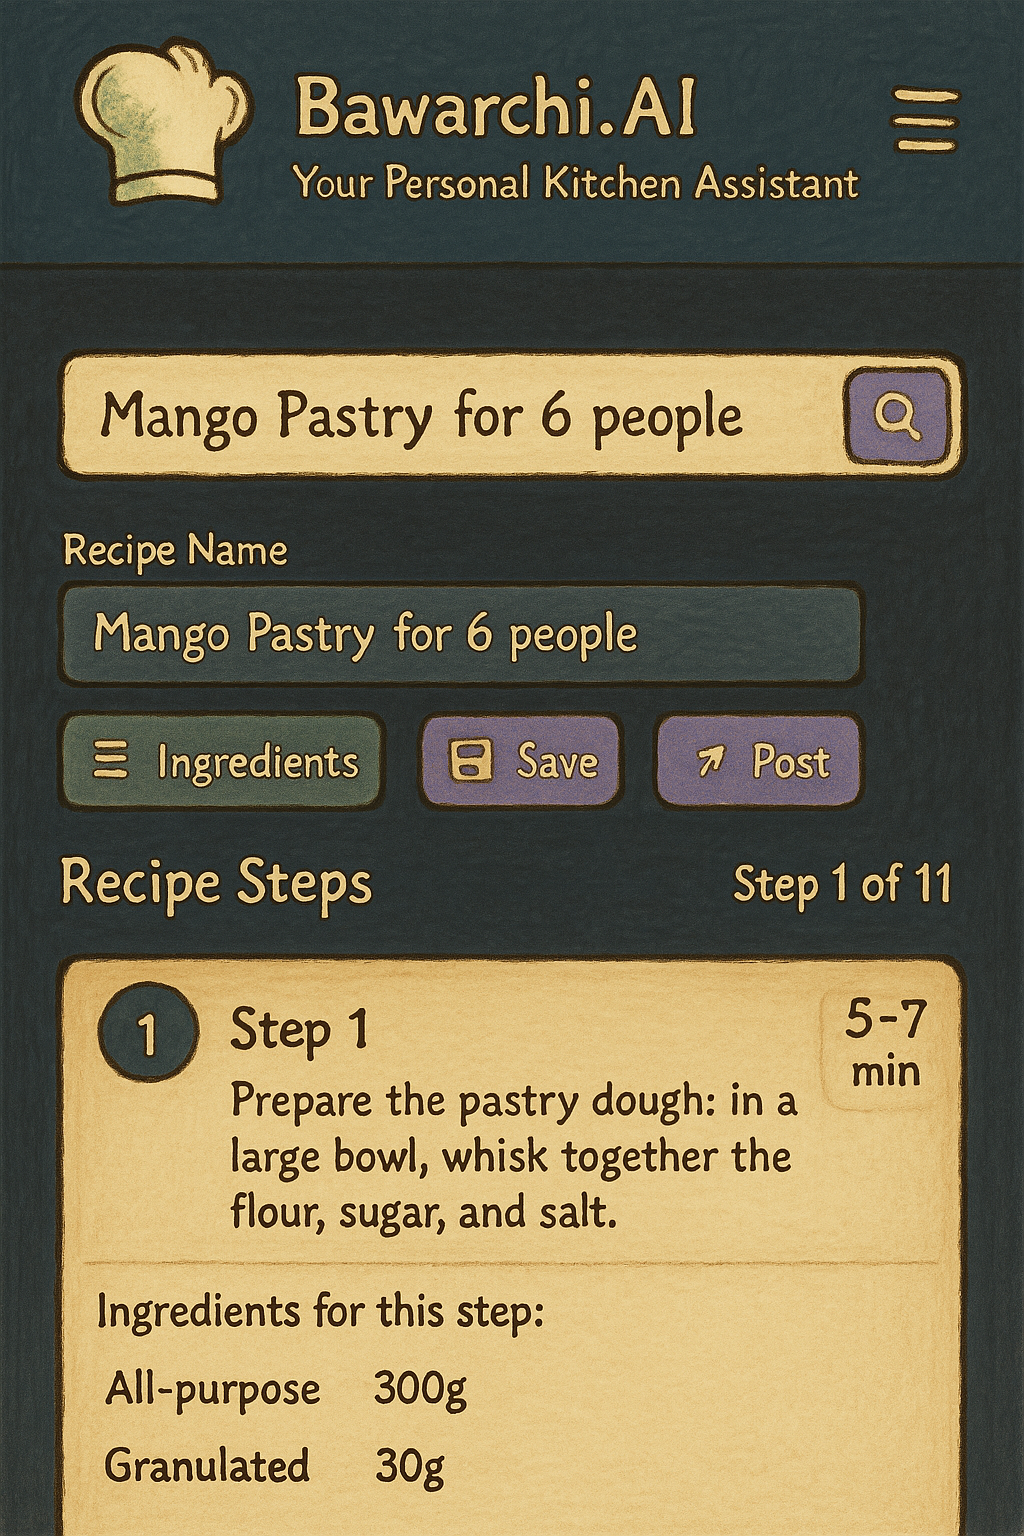 Bawarchi.AI
Your Personal Kitchen Assistant
Mango Pastry for 6 people
Recipe Name
Mango Pastry for 6 people
Ingredients
Save
Post
Recipe Steps
Step 1 of 11
1
Step 1
5-7
min
Prepare the pastry dough: in a
large bowl, whisk together the
flour, sugar, and salt.
Ingredients for this step:
All-purpose 300g
Granulated 30g